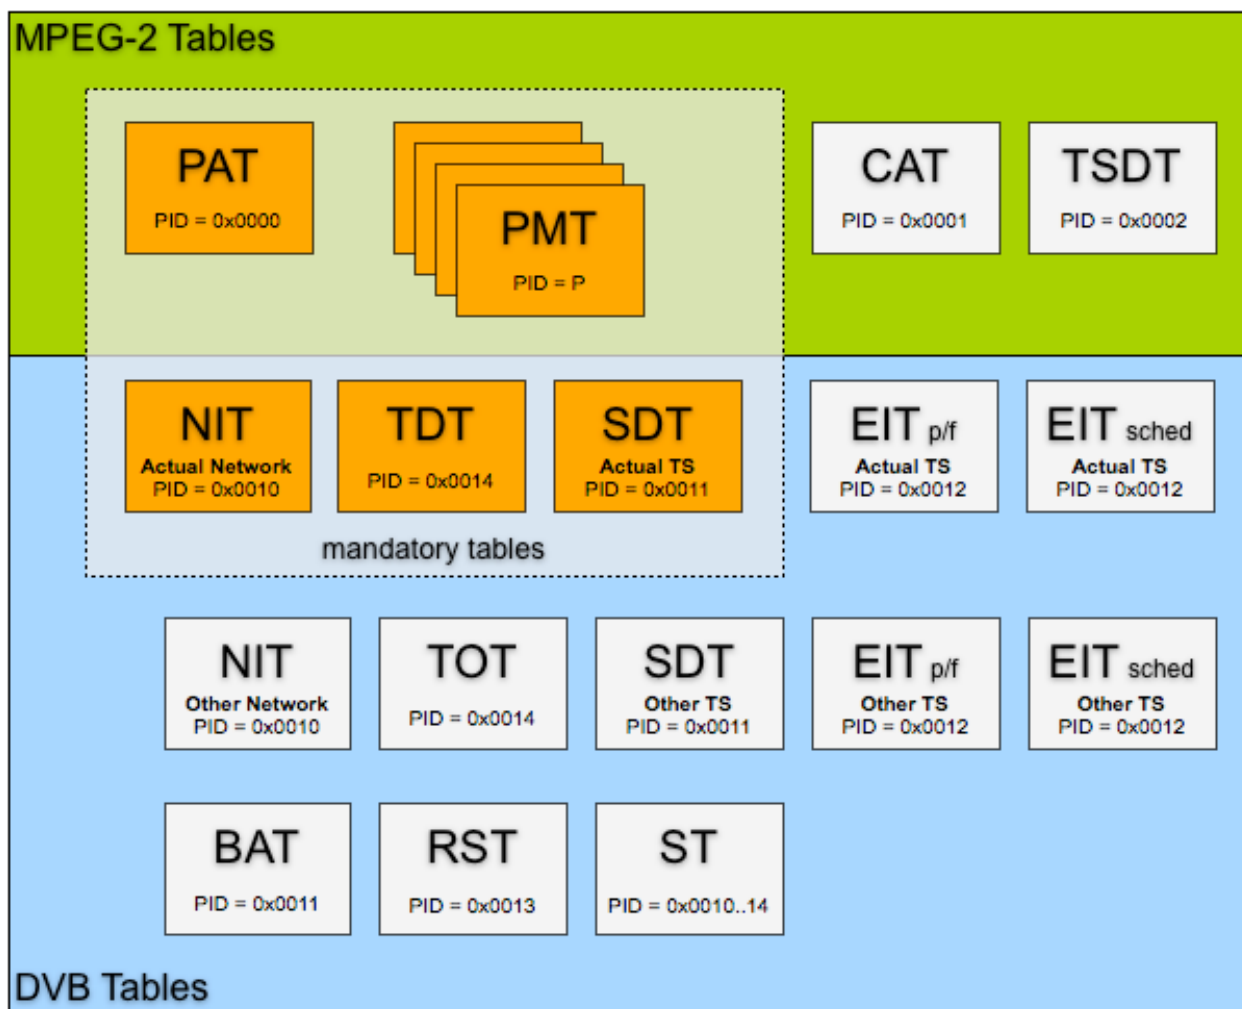 MPEG-2 Tables
PAT
PID = 0x0000
PMT
PID = P
CAT
PID = 0x0001
TSDT
PID = 0x0002
NIT
Actual Network
PID = 0x0010
TDT
PID = 0x0014
SDT
Actual TS
PID = 0x0011
EIT p/f
Actual TS
PID = 0x0012
EIT sched
Actual TS
PID = 0x0012
mandatory tables
NIT
Other Network
PID = 0x0010
TOT
PID = 0x0014
SDT
Other TS
PID = 0x0011
EIT p/f
Other TS
PID = 0x0012
EIT sched
Other TS
PID = 0x0012
BAT
PID = 0x0011
RST
PID = 0x0013
ST
PID = 0x0010..14
DVB Tables